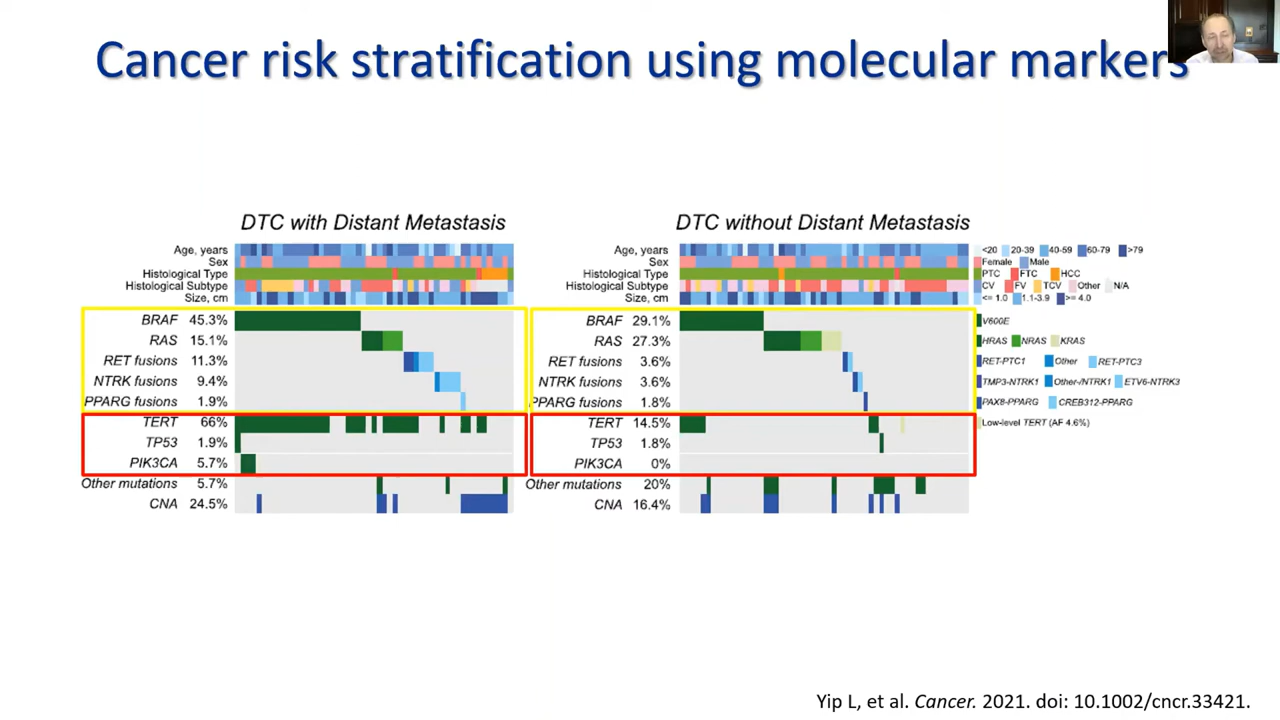 Cancer risk stratification using molecular markers
DTC with Distant Metastasis
Age, years
Sex
Histological Type
Histological Subtype
Size, cm
BRAF 45.3%
RAS 15.1%
RET fusions 11.3%
NTRK fusions 9.4%
PPARG fusions 1.9%
TERT 66%
TP53 1.9%
PIK3CA 5.7%
Other mutations 5.7%
CNA 24.5%
DTC without Distant Metastasis
Age, years
Sex
Histological Type
Histological Subtype
Size, cm
BRAF 29.1%
RAS 27.3%
RET fusions 3.6%
NTRK fusions 3.6%
PPARG fusions 1.8%
TERT 14.5%
TP53 1.8%
PIK3CA 0%
Other mutations 20%
CNA 16.4%
<20 20-39 40-59 60-79 >79
Female Male
PTC FTC HCC
CV FV TCV Other N/A
<= 1.0 1.1-3.9 >= 4.0
V600E
HRAS NRAS KRAS
RET-PTC1 Other RET-PTC3
TMP3-NTRK1 Other-/NTRK1 ETV6-NTRK3
PAX8-PPARG CREB312-PPARG
Low-level TERT (AF 4.6%)
Yip L, et al. Cancer. 2021. doi: 10.1002/cncr.33421.